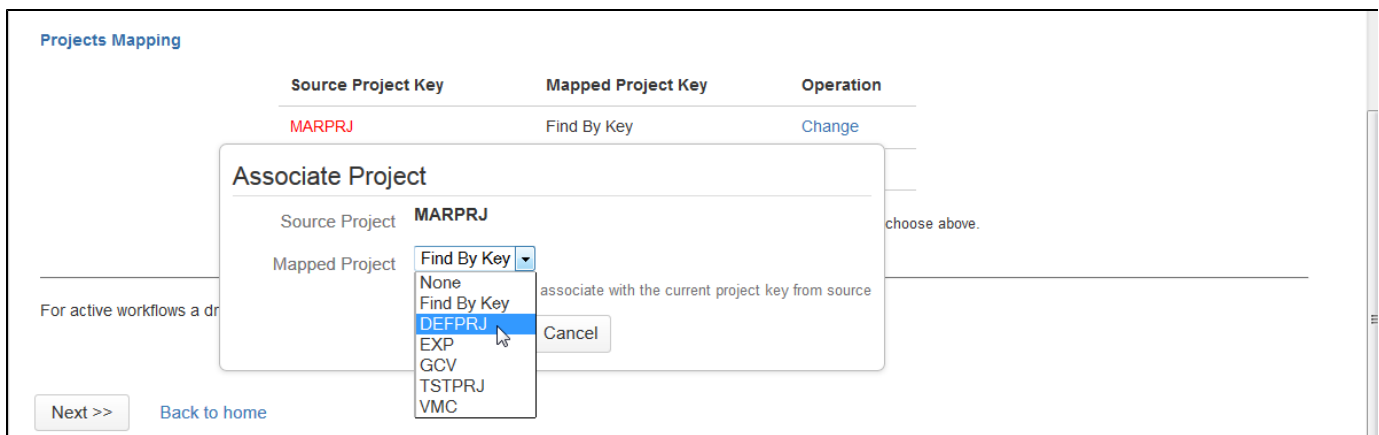 Projects Mapping
Source Project Key Mapped Project Key Operation
MARPRJ Find By Key Change
Associate Project
Source Project MARPRJ
choose above.
Mapped Project Find By Key
None
associate with the current project key from source
Find By Key
For active workflows a dr
DEFPRJ
Cancel
EXP
GCV
TSTPRJ
VMC
Next >> Back to home